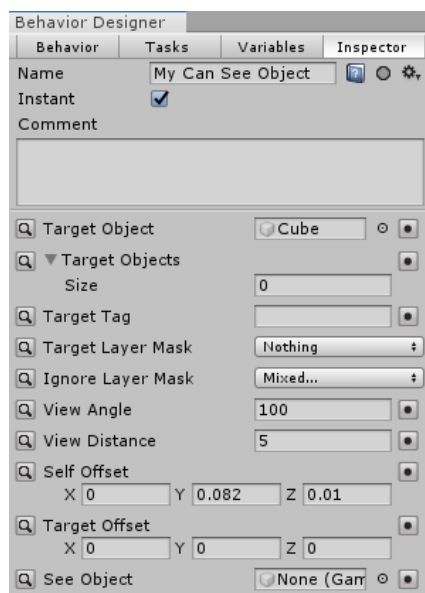 Behavior Designer
Behavior Tasks Variables Inspector
Name My Can See Object
Instant
Comment
Target Object Cube
Target Objects
Size 0
Target Tag
Target Layer Mask Nothing
Ignore Layer Mask Mixed...
View Angle 100
View Distance 5
Self Offset
X 0 Y 0.082 Z 0.01
Target Offset
X 0 Y 0 Z 0
See Object None (Gam